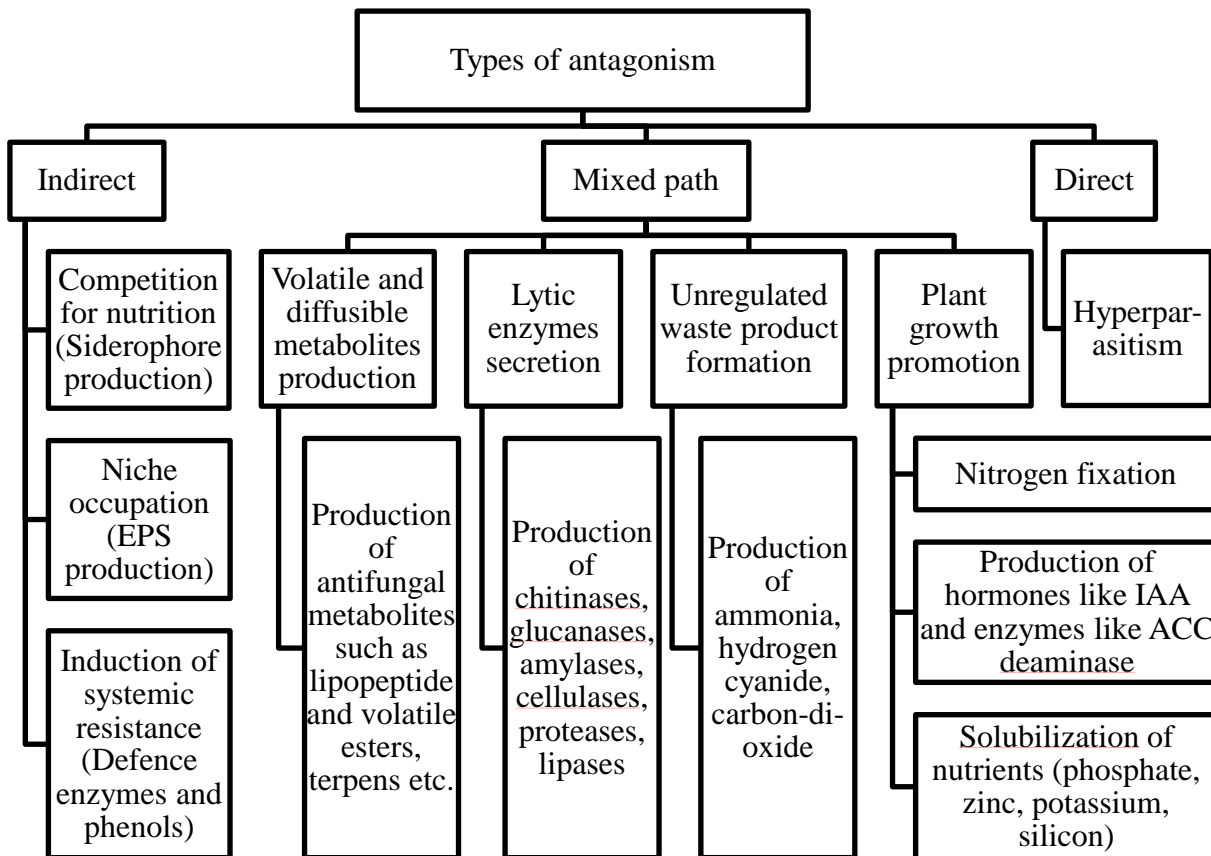 Types of antagonism
Indirect
Mixed path
Direct
Competition
for nutrition
(Siderophore
production)
Niche
occupation
(EPS
production)
Induction of
systemic
resistance
(Defence
enzymes and
phenols)
Volatile and
diffusible
metabolites
production
Production
of
antifungal
metabolites
such as
lipopeptide
and volatile
esters,
terpens etc.
Lytic
enzymes
secretion
Production
of
chitinases,
glucanases,
amylases,
cellulases,
proteases,
lipases
Unregulated
waste product
formation
Production
of
ammonia,
hydrogen
cyanide,
carbon-di-
oxide
Plant
growth
promotion
Nitrogen fixation
Production of
hormones like IAA
and enzymes like ACC
deaminase
Solubilization of
nutrients (phosphate,
zinc, potassium,
silicon)
Hyperpar-
asitism